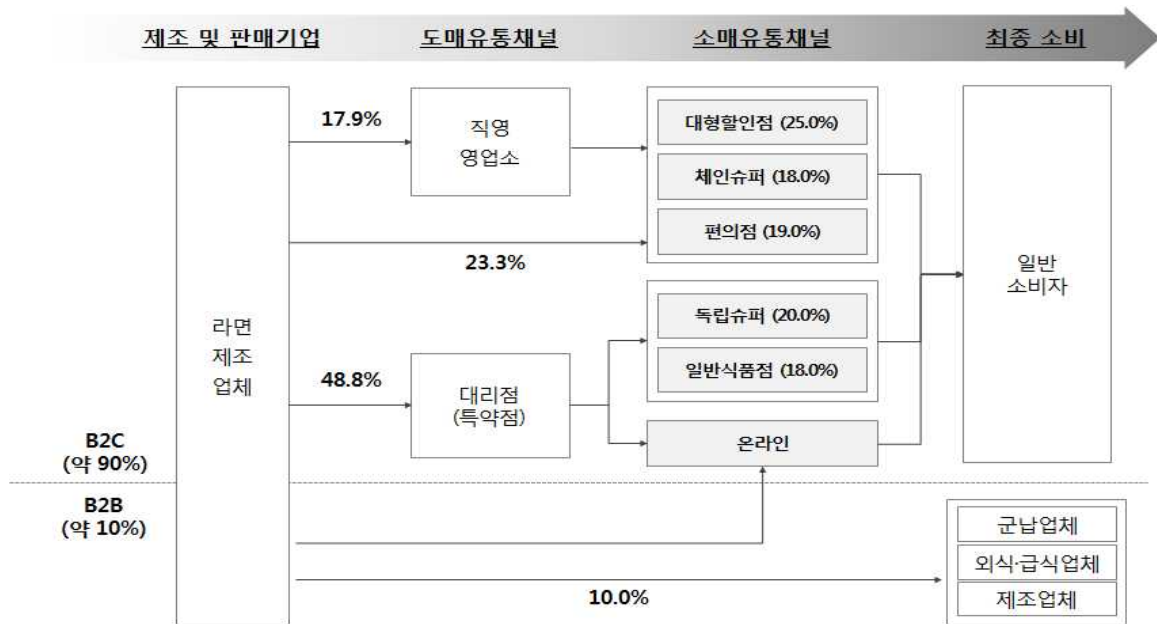 제조 및 판매기업
도매유통채널
소매유통채널
최종 소비
17.9%
직영
영업소
대형할인점 (25.0%)
체인슈퍼 (18.0%)
편의점 (19.0%)
23.3%
일반
소비자
라면
제조
업체
독립슈퍼 (20.0%)
일반식품점 (18.0%)
48.8%
대리점
(특약점)
온라인
B2C
(약 90%)
B2B
(약 10%)
군납업체
외식·급식업체
제조업체
10.0%